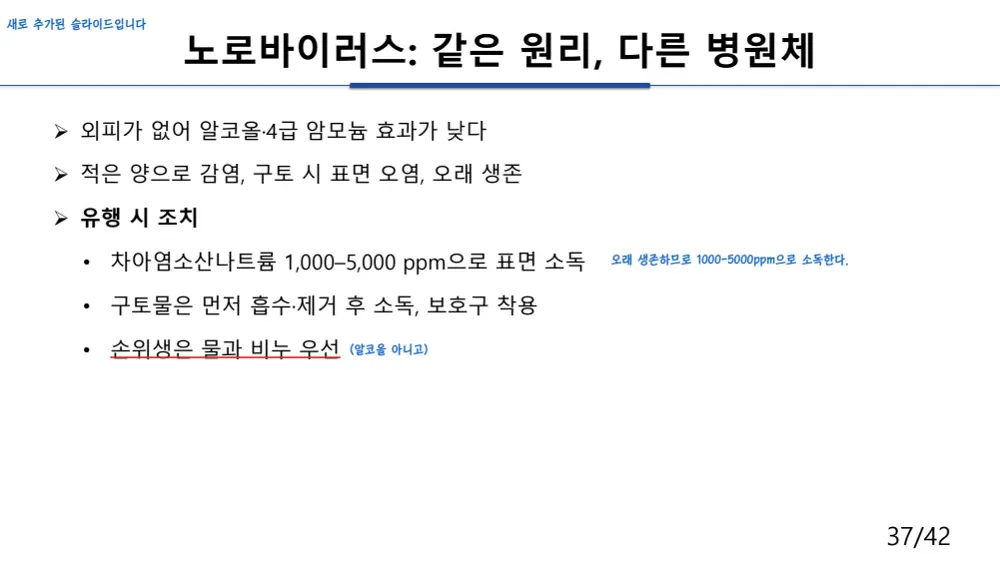 새로 추가된 슬라이드입니다
노로바이러스: 같은 원리, 다른 병원체
➢ 외피가 없어 알코올·4급 암모늄 효과가 낮다
➢ 적은 양으로 감염, 구토 시 표면 오염, 오래 생존
➢ 유행 시 조치
• 차아염소산나트륨 1,000–5,000 ppm으로 표면 소독 오래 생존하므로 1000-5000ppm으로 소독한다.
• 구토물은 먼저 흡수·제거 후 소독, 보호구 착용
• 손위생은 물과 비누 우선 (알코올 아니고)
37/42